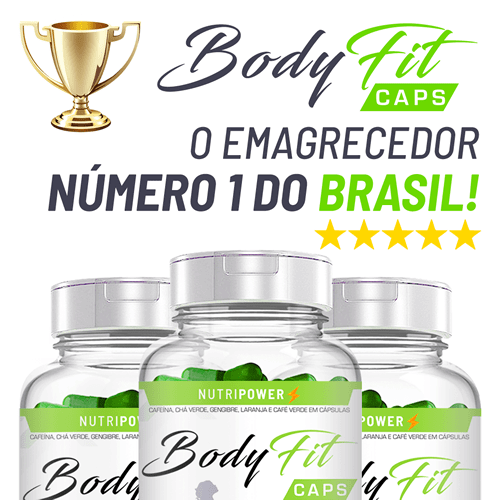 Body Fit
CAPS
O EMAGRECEDOR
NÚMERO 1 DO BRASIL!
NUTRIPOWER
CAFEÍNA, CHÁ VERDE, GENGIBRE, LARANJA
NUTRIPOWER
CAFEÍNA, CHÁ VERDE, GENGIBRE, LARANJA E CAFÉ VERDE EM CÁPSULAS
POWER
LARANJA E CAFÉ VERDE EM CÁPSULAS
Body Fit
CAPS